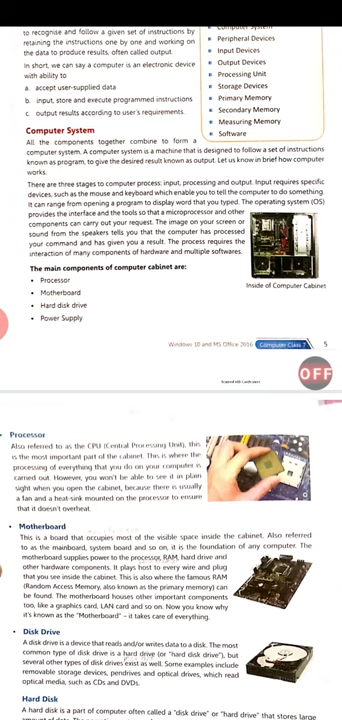 to recognise and follow a given set of instructions by
retaining the instructions one by one and working on
the data to produce results, often called output.
In short, we can say a computer is an electronic device
with ability to
a. accept user-supplied data
b. input, store and execute programmed instructions
c. output results according to user's requirements.
Computer System
Peripheral Devices
Input Devices
Output Devices
Processing Unit
Storage Devices
Primary Memory
Secondary Memory
Measuring Memory
Software
Computer System
All the components together combine to form a
computer system. A computer system is a machine that is designed to follow a set of instructions
known as program, to give the desired result known as output. Let us know in brief how computer
works.
There are three stages to computer process: input, processing and output. Input requires specific
devices, such as the mouse and keyboard which enable you to tell the computer to do something.
It can range from opening a program to display word that you typed. The operating system (OS)
provides the interface and the tools so that a microprocessor and other
components can carry out your request. The image on your screen or
sound from the speakers tells you that the computer has processed
your command and has given you a result. The process requires the
interaction of many components of hardware and multiple softwares.
The main components of computer cabinet are:
• Processor
• Motherboard
• Hard disk drive
• Power Supply
Inside of Computer Cabinet
Windows 10 and MS Office 2016 Computer Class 7 5
OFF
Scanned with CamScanner
• Processor
Also referred to as the CPU (Central Processing Unit), this
is the most important part of the cabinet. This is where the
processing of everything that you do on your computer is
carried out. However, you won't be able to see it in plain
sight when you open the cabinet, because there is usually
a fan and a heat-sink mounted on the processor to ensure
that it doesn't overheat.
• Motherboard
This is a board that occupies most of the visible space inside the cabinet. Also referred
to as the mainboard, system board and so on, it is the foundation of any computer. The
motherboard supplies power to the processor, RAM, hard drive and
other hardware components. It plays host to every wire and plug
that you see inside the cabinet. This is also where the famous RAM
(Random Access Memory, also known as the primary memory) can
be found. The motherboard houses other important components
too, like a graphics card, LAN card and so on. Now you know why
it's known as the "Motherboard" – it takes care of everything.
• Disk Drive
A disk drive is a device that reads and/or writes data to a disk. The most
common type of disk drive is a hard drive (or "hard disk drive"), but
several other types of disk drives exist as well. Some examples include
removable storage devices, pendrives and optical drives, which read
optical media, such as CDs and DVDs.
Hard Disk
A hard disk is a part of computer often called a "disk drive" or "hard drive" that stores large
amount of data. The